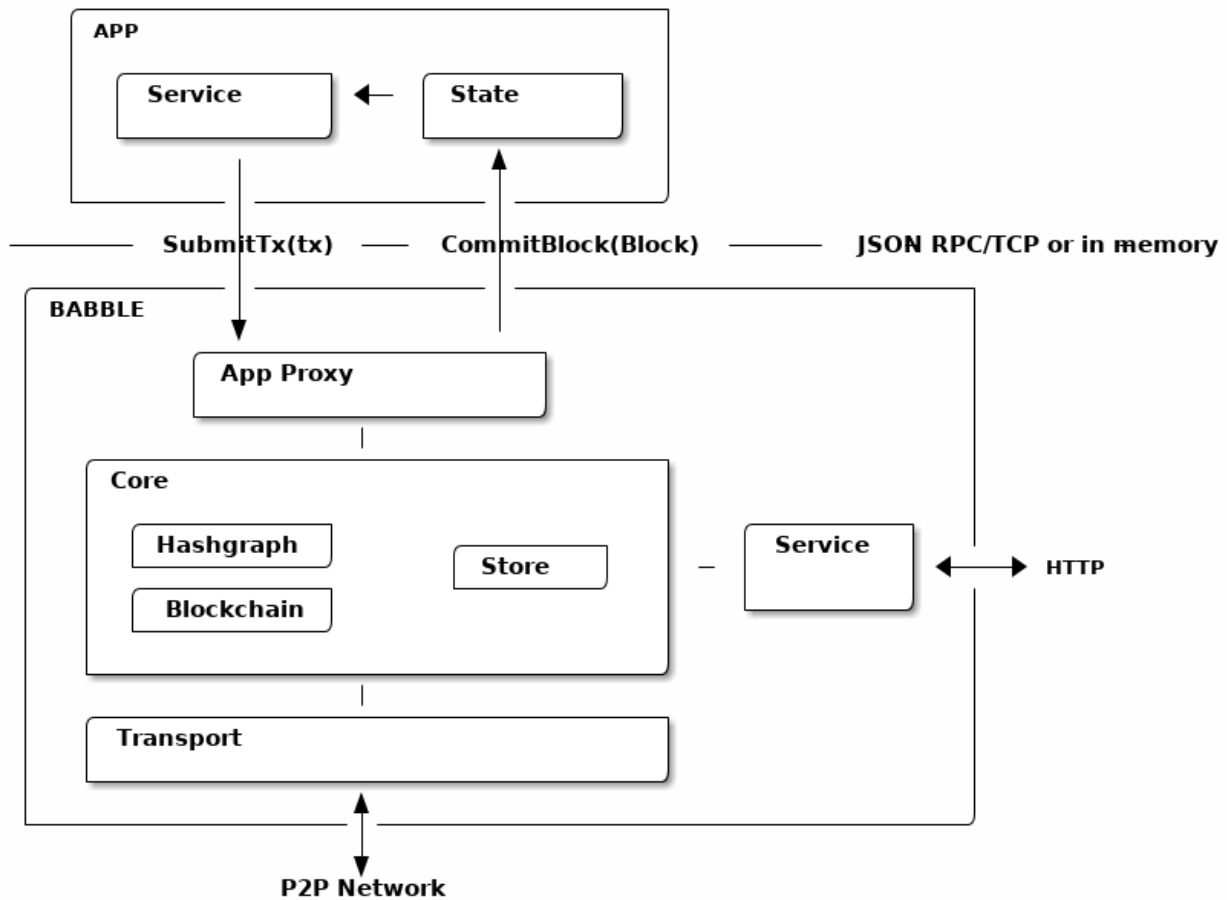 APP
Service State
SubmitTx(tx) CommitBlock(Block) JSON RPC/TCP or in memory
BABBLE
App Proxy
Core
Hashgraph
Store
Service
HTTP
Blockchain
Transport
P2P Network